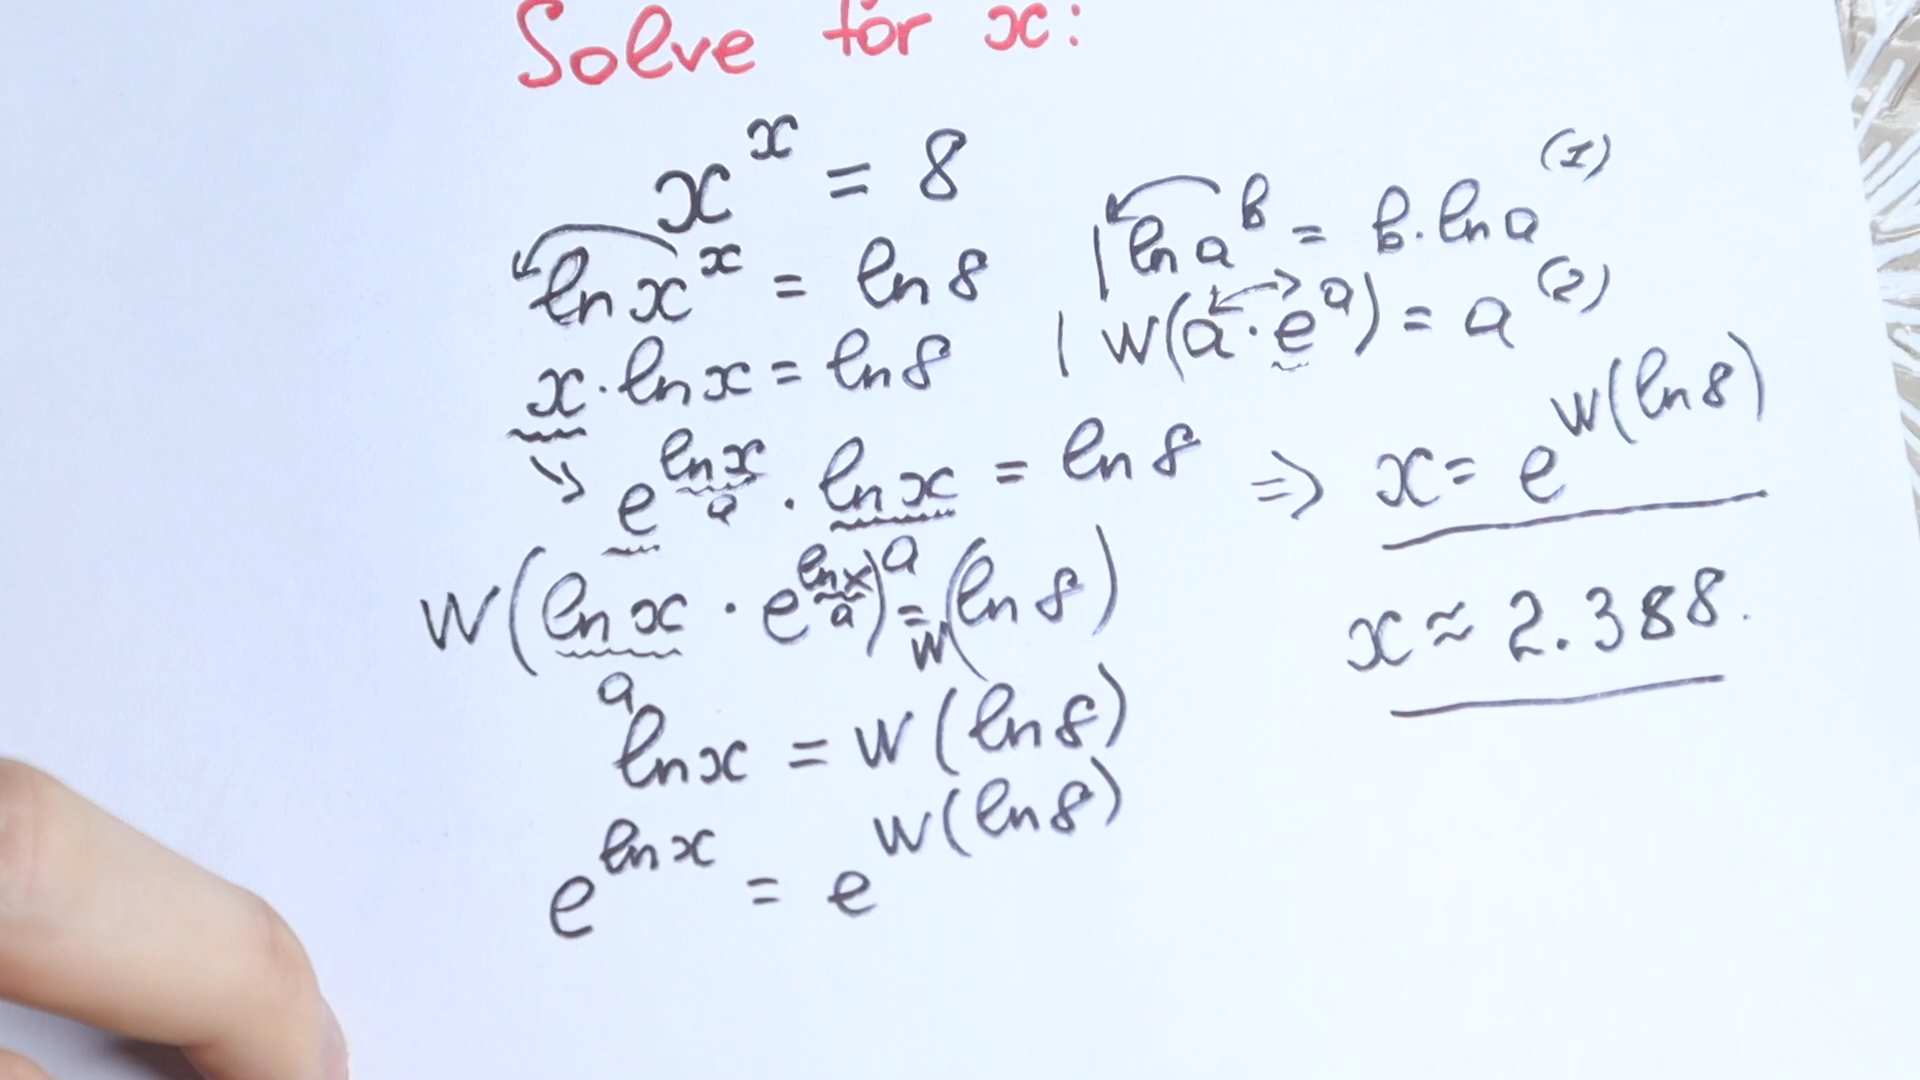 Solve for x:
x^x = 8
ln x^x = ln 8
x · ln x = ln 8
e^(ln x) · ln x = ln 8
a
W(ln x · e^(ln x)) = W(ln 8)
a
a
a
ln x = W(ln 8)
e^(ln x) = e^(W(ln 8))
| ln a^b = b · ln a (1)
| W(a · e^a) = a (2)
⇒ x = e^(W(ln 8))
x ≈ 2.388.